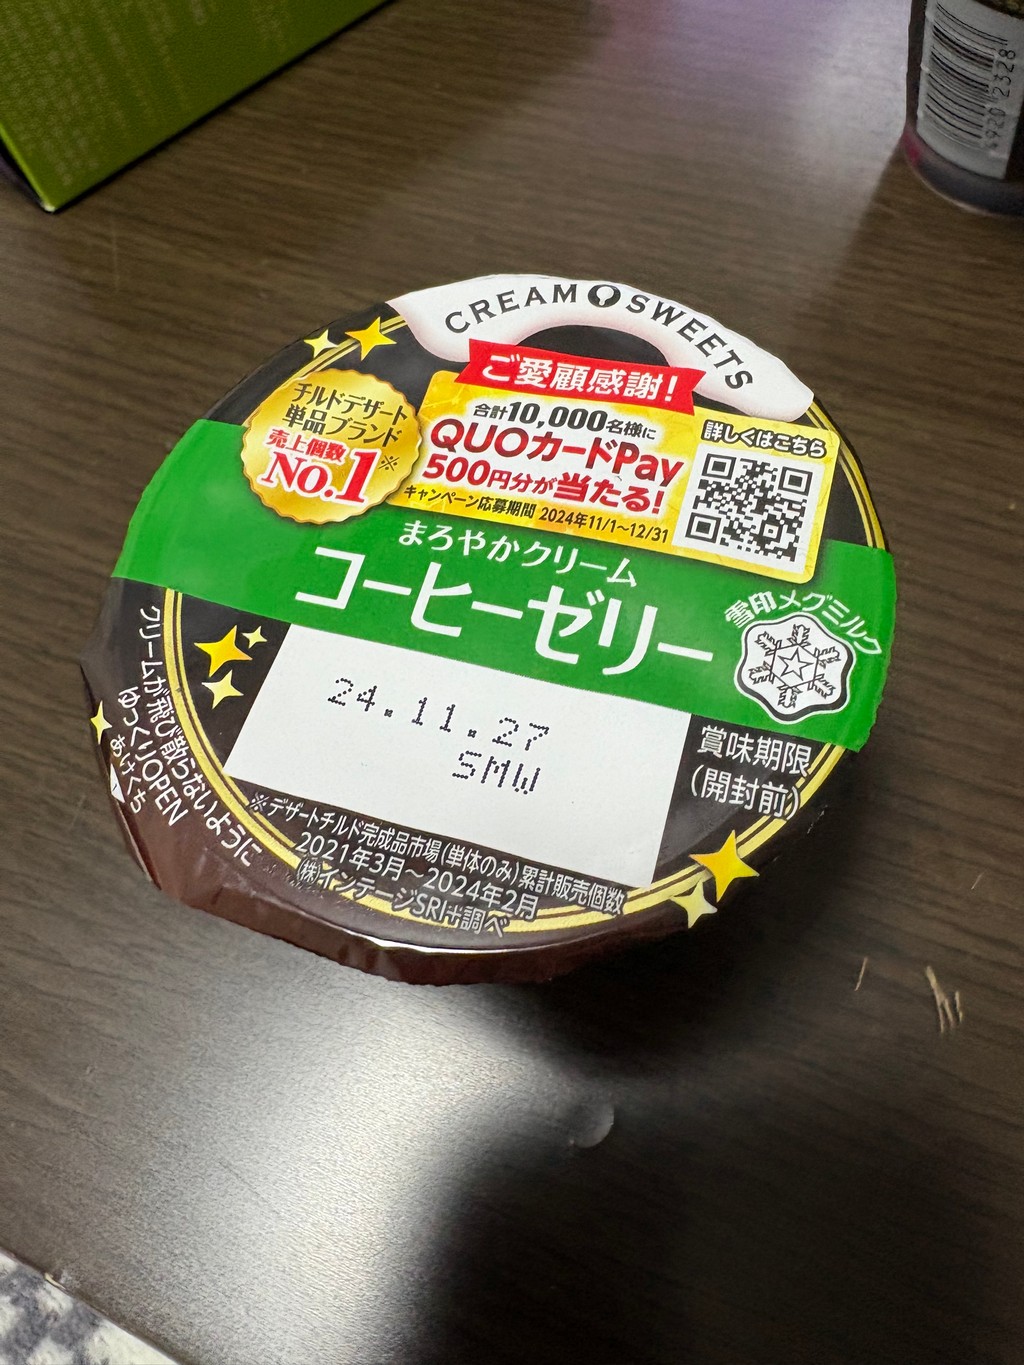 CREAM SWEETS
ご愛顧感謝!
合計10,000名様に
QUOカードPay
500円分が当たる!
キャンペーン応募期間 2024年11/1～12/31
詳しくはこちら
チルドデザート
単品ブランド
売上個数※
No.1
まろやかクリーム
コーヒーゼリー
雪印メグミルク
24.11.27
5MW
賞味期限
(開封前)
クリームが飛び散らないように
ゆっくりOPEN
あけくち
※デザートチルド完成品市場(単体のみ)累計販売個数
2021年3月～2024年2月
㈱インテージSRI+調べ
4920 2328